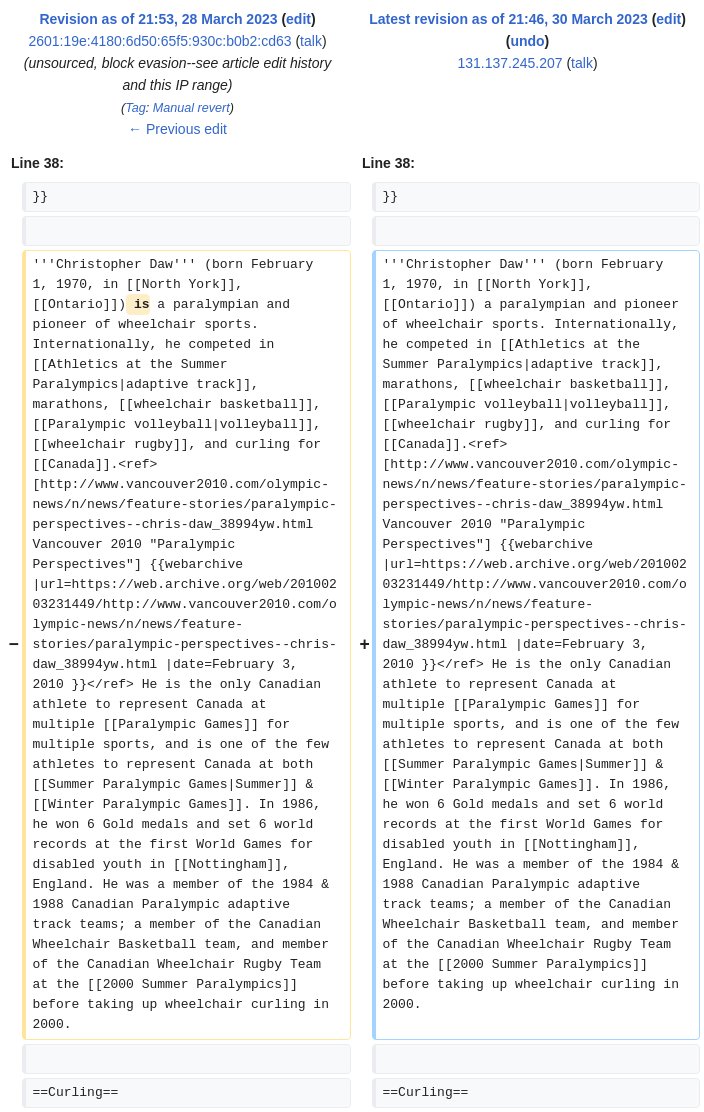 Revision as of 21:53, 28 March 2023 (edit)
2601:19e:4180:6d50:65f5:930c:b0b2:cd63 (talk)
(unsourced, block evasion--see article edit history
and this IP range)
(Tag: Manual revert)
← Previous edit
Latest revision as of 21:46, 30 March 2023 (edit)
(undo)
131.137.245.207 (talk)
Line 38:
}}
'''Christopher Daw''' (born February
1, 1970, in [[North York]],
[[Ontario]]) is a paralympian and
pioneer of wheelchair sports.
Internationally, he competed in
[[Athletics at the Summer
Paralympics|adaptive track]],
marathons, [[wheelchair basketball]],
[[Paralympic volleyball|volleyball]],
[[wheelchair rugby]], and curling for
[[Canada]].<ref>
[http://www.vancouver2010.com/olympic-
news/n/news/feature-stories/paralympic-
perspectives--chris-daw_38994yw.html
Vancouver 2010 "Paralympic
Perspectives"] {{webarchive
|url=https://web.archive.org/web/201002
03231449/http://www.vancouver2010.com/o
lympic-news/n/news/feature-
− stories/paralympic-perspectives--chris-
daw_38994yw.html |date=February 3,
2010 }}</ref> He is the only Canadian
athlete to represent Canada at
multiple [[Paralympic Games]] for
multiple sports, and is one of the few
athletes to represent Canada at both
[[Summer Paralympic Games|Summer]] &
[[Winter Paralympic Games]]. In 1986,
he won 6 Gold medals and set 6 world
records at the first World Games for
disabled youth in [[Nottingham]],
England. He was a member of the 1984 &
1988 Canadian Paralympic adaptive
track teams; a member of the Canadian
Wheelchair Basketball team, and member
of the Canadian Wheelchair Rugby Team
at the [[2000 Summer Paralympics]]
before taking up wheelchair curling in
2000.
==Curling==
Line 38:
}}
'''Christopher Daw''' (born February
1, 1970, in [[North York]],
[[Ontario]]) a paralympian and pioneer
of wheelchair sports. Internationally,
he competed in [[Athletics at the
Summer Paralympics|adaptive track]],
marathons, [[wheelchair basketball]],
[[Paralympic volleyball|volleyball]],
[[wheelchair rugby]], and curling for
[[Canada]].<ref>
[http://www.vancouver2010.com/olympic-
news/n/news/feature-stories/paralympic-
perspectives--chris-daw_38994yw.html
Vancouver 2010 "Paralympic
Perspectives"] {{webarchive
|url=https://web.archive.org/web/201002
03231449/http://www.vancouver2010.com/o
lympic-news/n/news/feature-
stories/paralympic-perspectives--chris-
+ daw_38994yw.html |date=February 3,
2010 }}</ref> He is the only Canadian
athlete to represent Canada at
multiple [[Paralympic Games]] for
multiple sports, and is one of the few
athletes to represent Canada at both
[[Summer Paralympic Games|Summer]] &
[[Winter Paralympic Games]]. In 1986,
he won 6 Gold medals and set 6 world
records at the first World Games for
disabled youth in [[Nottingham]],
England. He was a member of the 1984 &
1988 Canadian Paralympic adaptive
track teams; a member of the Canadian
Wheelchair Basketball team, and member
of the Canadian Wheelchair Rugby Team
at the [[2000 Summer Paralympics]]
before taking up wheelchair curling in
2000.
==Curling==